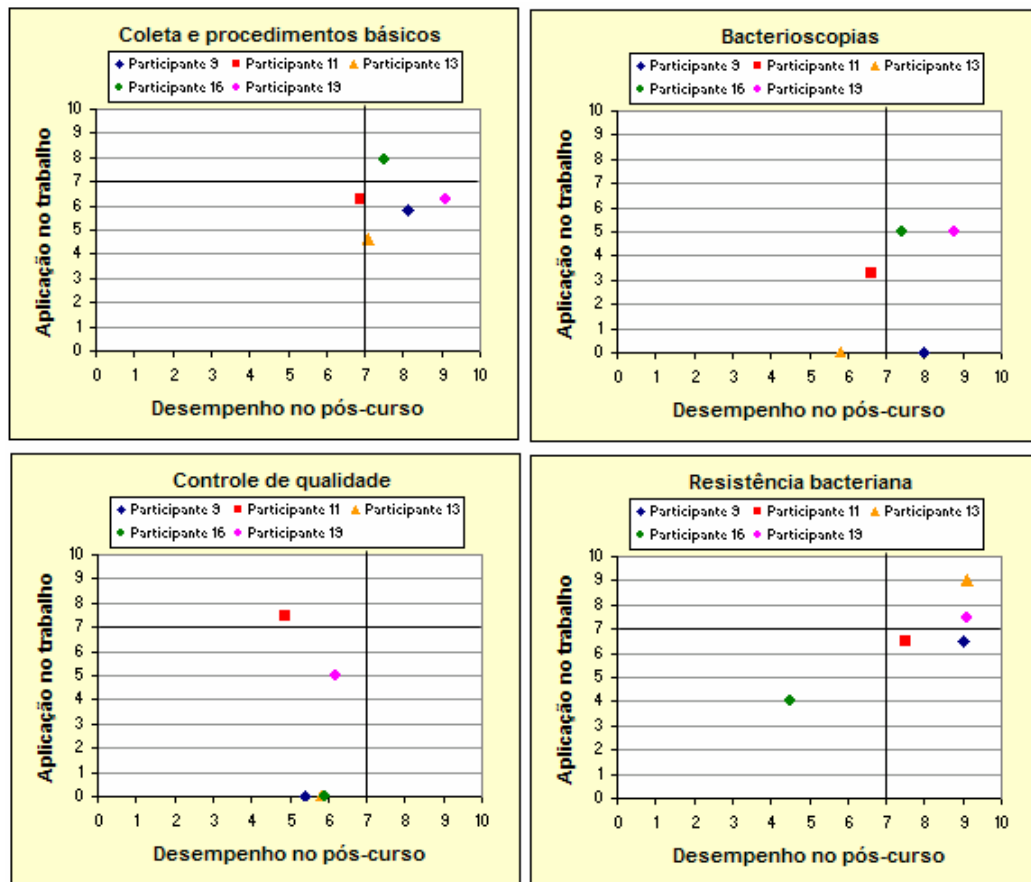 Coleta e procedimentos básicos
Participante 9 Participante 11 Participante 13
Participante 16 Participante 19
Aplicação no trabalho
10
9
8
7
6
5
4
3
2
1
0
0 1 2 3 4 5 6 7 8 9 10
Desempenho no pós-curso
Bacterioscopias
Participante 9 Participante 11 Participante 13
Participante 16 Participante 19
Aplicação no trabalho
10
9
8
7
6
5
4
3
2
1
0
0 1 2 3 4 5 6 7 8 9 10
Desempenho no pós-curso
Controle de qualidade
Participante 9 Participante 11 Participante 13
Participante 16 Participante 19
Aplicação no trabalho
10
9
8
7
6
5
4
3
2
1
0
0 1 2 3 4 5 6 7 8 9 10
Desempenho no pós-curso
Resistência bacteriana
Participante 9 Participante 11 Participante 13
Participante 16 Participante 19
Aplicação no trabalho
10
9
8
7
6
5
4
3
2
1
0
0 1 2 3 4 5 6 7 8 9 10
Desempenho no pós-curso